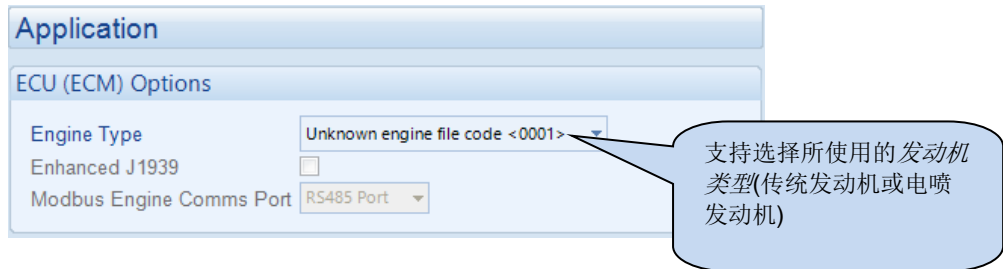 Application
ECU (ECM) Options
Engine Type Unknown engine file code <0001>
支持选择所使用的发动机
类型(传统发动机或电喷
发动机)
Enhanced J1939
Modbus Engine Comms Port RS485 Port